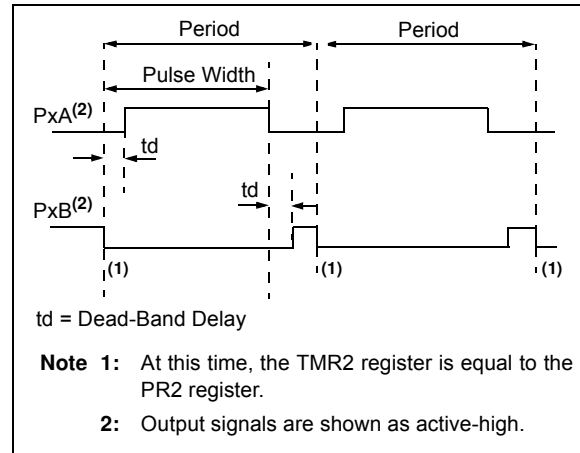 Period Period
Pulse Width
PxA(2)
td
td
PxB(2)
(1) (1) (1)
td = Dead-Band Delay
Note 1: At this time, the TMR2 register is equal to the
PR2 register.
2: Output signals are shown as active-high.